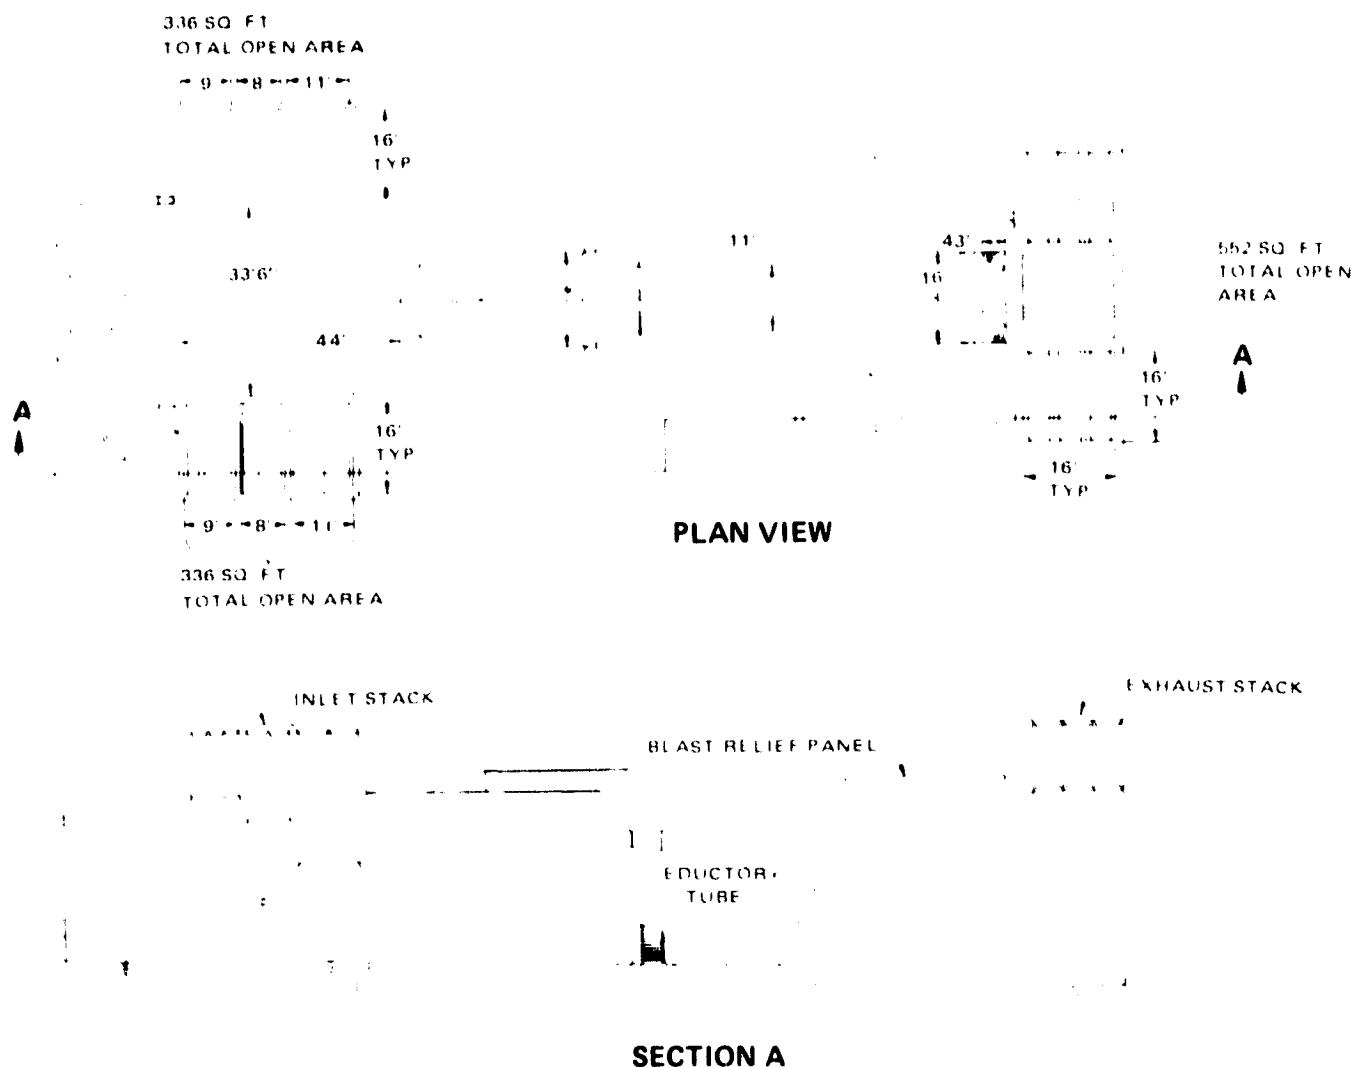 336 SQ FT
TOTAL OPEN AREA
9 8 11'
16'
TYP
33'6"
11'
43'
16
552 SQ FT
TOTAL OPEN
AREA
44'
A
A
16'
TYP
16'
TYP
16'
TYP
9' 8' 11
PLAN VIEW
336 SQ FT
TOTAL OPEN AREA
INLET STACK
EXHAUST STACK
BLAST RELIEF PANEL
EDUCTOR
TUBE
SECTION A